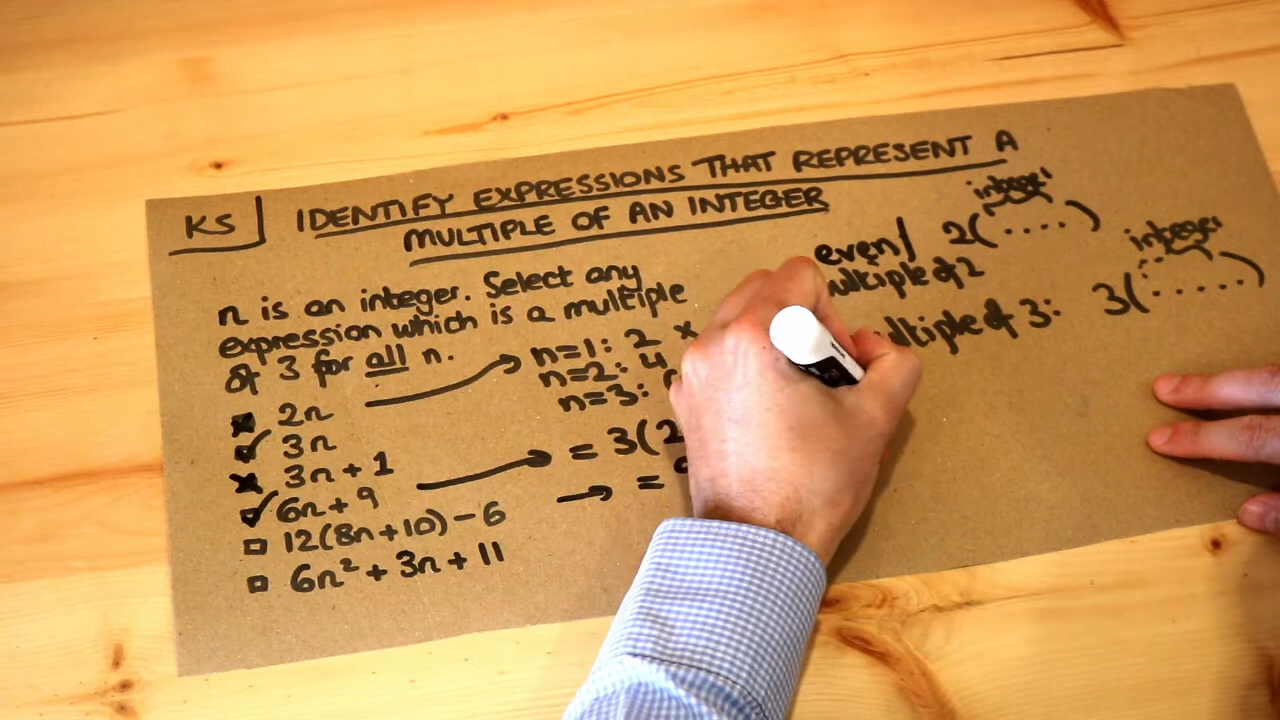 KS
IDENTIFY EXPRESSIONS THAT REPRESENT A
MULTIPLE OF AN INTEGER
n is an integer. Select any
expression which is a multiple
of 3 for all n.
2n
3n
3n + 1
6n + 9
12(8n+10) - 6
6n² + 3n + 11
n=1: 2 ×
n=2: 4
n=3:
= 3(2
=
even/
multiple of 2
2(....)
integer
multiple of 3:
3(.....)
integer